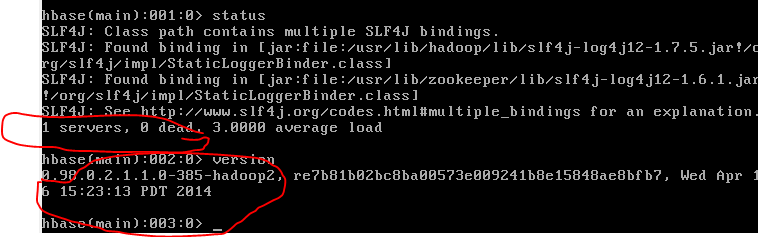 hbase(main):001:0> status
SLF4J: Class path contains multiple SLF4J bindings.
SLF4J: Found binding in [jar:file:/usr/lib/hadoop/lib/slf4j-log4j12-1.7.5.jar!/o
rg/slf4j/impl/StaticLoggerBinder.class]
SLF4J: Found binding in [jar:file:/usr/lib/zookeeper/lib/slf4j-log4j12-1.6.1.jar
!/org/slf4j/impl/StaticLoggerBinder.class]
SLF4J: See http://www.slf4j.org/codes.html#multiple_bindings for an explanation.
1 servers, 0 dead, 3.0000 average load
hbase(main):002:0> version
0.98.0.2.1.1.0-385-hadoop2, re7b81b02bc8ba00573e009241b8e15848ae8bfb7, Wed Apr 1
6 15:23:13 PDT 2014
hbase(main):003:0> _